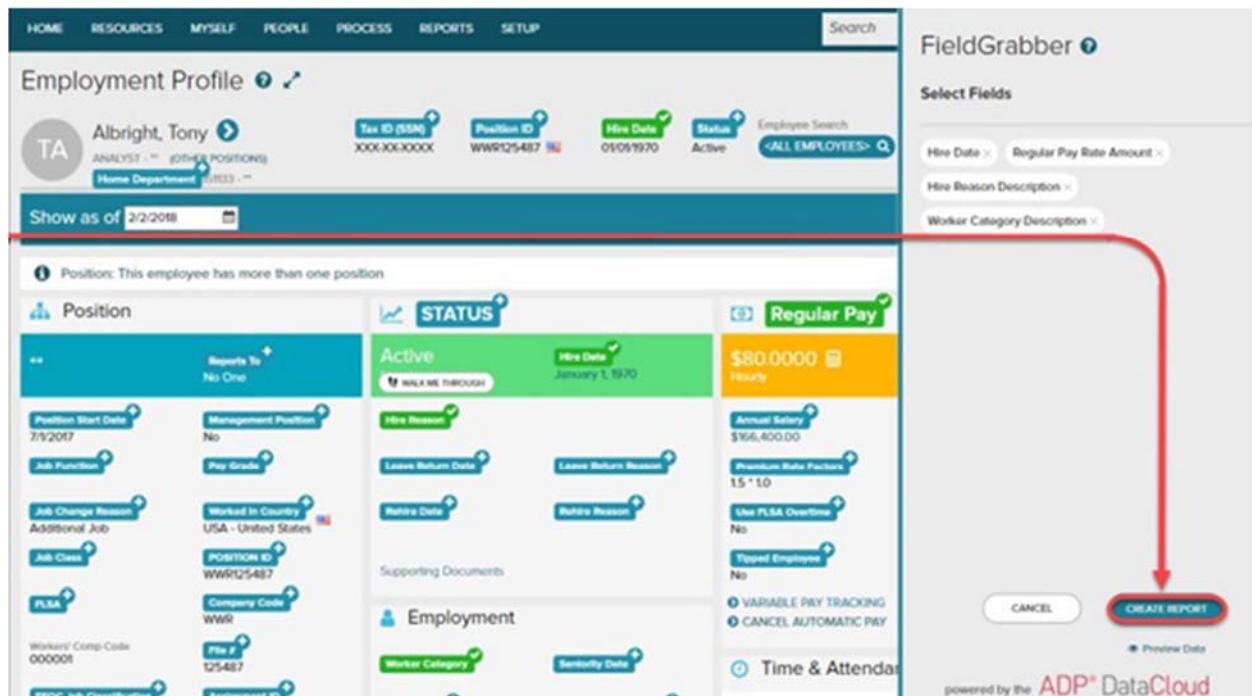 HOME RESOURCES MYSELF PEOPLE PROCESS REPORTS SETUP Search
Employment Profile
TA
Albright, Tony
ANALYST - "" (OTHER POSITIONS)
Home Department
Tax ID (SSN)
XXX-XX-XXXX
Position ID
WWR125487
Hire Date
01/01/1970
Status
Active
Employee Search
<ALL EMPLOYEES>
Show as of 2/2/2018
Position: This employee has more than one position
Position
Reports To
No One
Position Start Date
7/1/2017
Management Position
No
Job Function
Pay Grade
Job Change Reason
Additional Job
Worked in Country
USA - United States
Job Class
POSITION ID
WWR125487
FLSA
Company Code
WWR
Workers' Comp Code
000001
File #
125487
EEOC Job Classification
Assignment ID
STATUS
Active
WALK ME THROUGH
Hire Date
January 1, 1970
Hire Reason
Leave Return Date
Leave Return Reason
Rehire Date
Rehire Reason
Supporting Documents
Employment
Worker Category
Seniority Date
Regular Pay
$80.0000
Hourly
Annual Salary
$166,400.00
Premium Rate Factors
1.5 * 1.0
Use FLSA Overtime
No
Tipped Employee
No
VARIABLE PAY TRACKING
CANCEL AUTOMATIC PAY
Time & Attendan
FieldGrabber
Select Fields
Hire Date × Regular Pay Rate Amount ×
Hire Reason Description ×
Worker Category Description ×
CANCEL CREATE REPORT
Preview Data
powered by the ADP® DataCloud